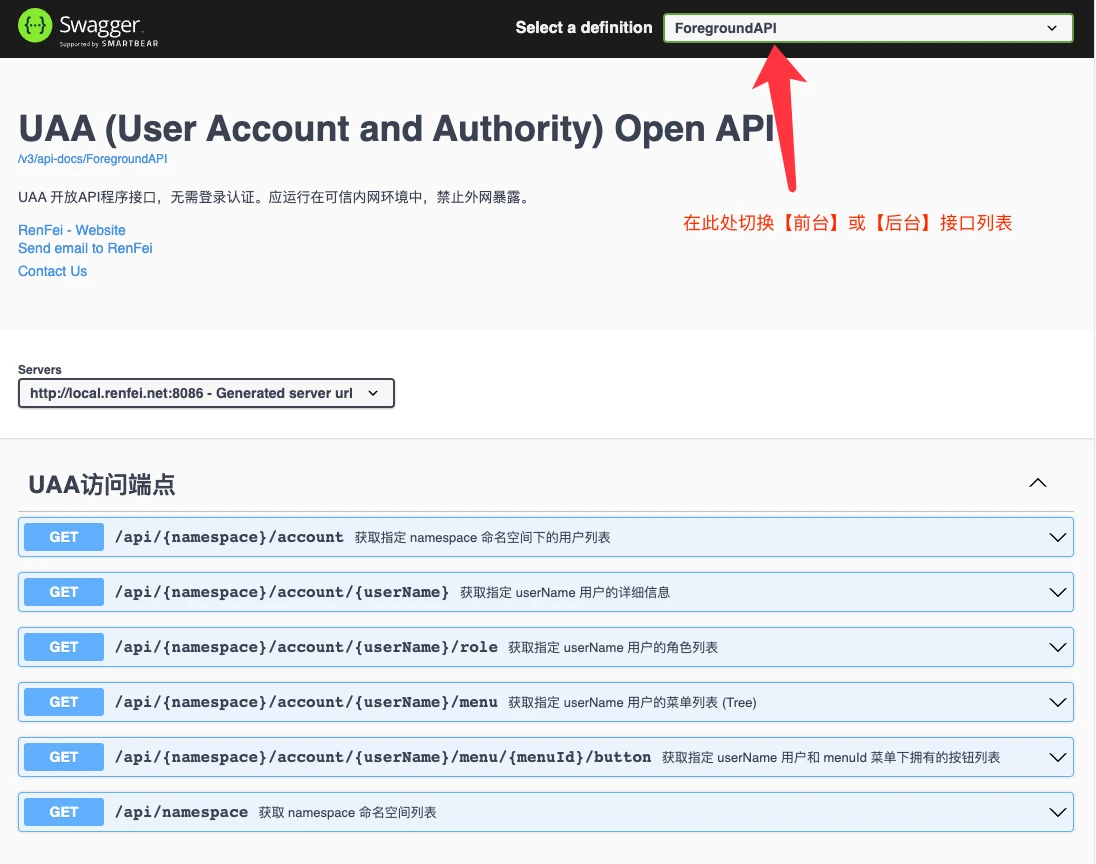 Swagger
Supported by SMARTBEAR
Select a definition
ForegroundAPI
UAA (User Account and Authority) Open API
/v3/api-docs/ForegroundAPI
UAA 开放API程序接口，无需登录认证。应运行在可信内网环境中，禁止外网暴露。
在此处切换【前台】或【后台】接口列表
RenFei - Website
Send email to RenFei
Contact Us
Servers
http://local.renfei.net:8086 - Generated server url
UAA访问端点
GET /api/{namespace}/account 获取指定 namespace 命名空间下的用户列表
GET /api/{namespace}/account/{userName} 获取指定 userName 用户的详细信息
GET /api/{namespace}/account/{userName}/role 获取指定 userName 用户的角色列表
GET /api/{namespace}/account/{userName}/menu 获取指定 userName 用户的菜单列表 (Tree)
GET /api/{namespace}/account/{userName}/menu/{menuId}/button 获取指定 userName 用户和 menuId 菜单下拥有的按钮列表
GET /api/namespace 获取 namespace 命名空间列表